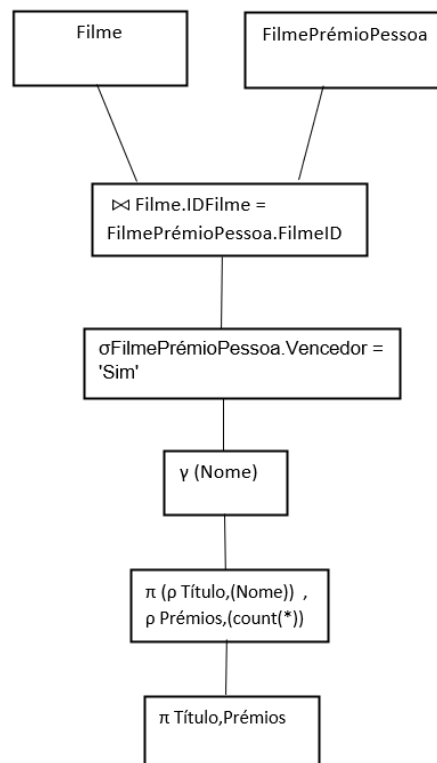 Filme
FilmePrémioPessoa
⋈ Filme.IDFilme =
FilmePrémioPessoa.FilmeID
σFilmePrémioPessoa.Vencedor =
'Sim'
γ (Nome)
π (ρ Título,(Nome)) ,
ρ Prémios,(count(*))
π Título,Prémios